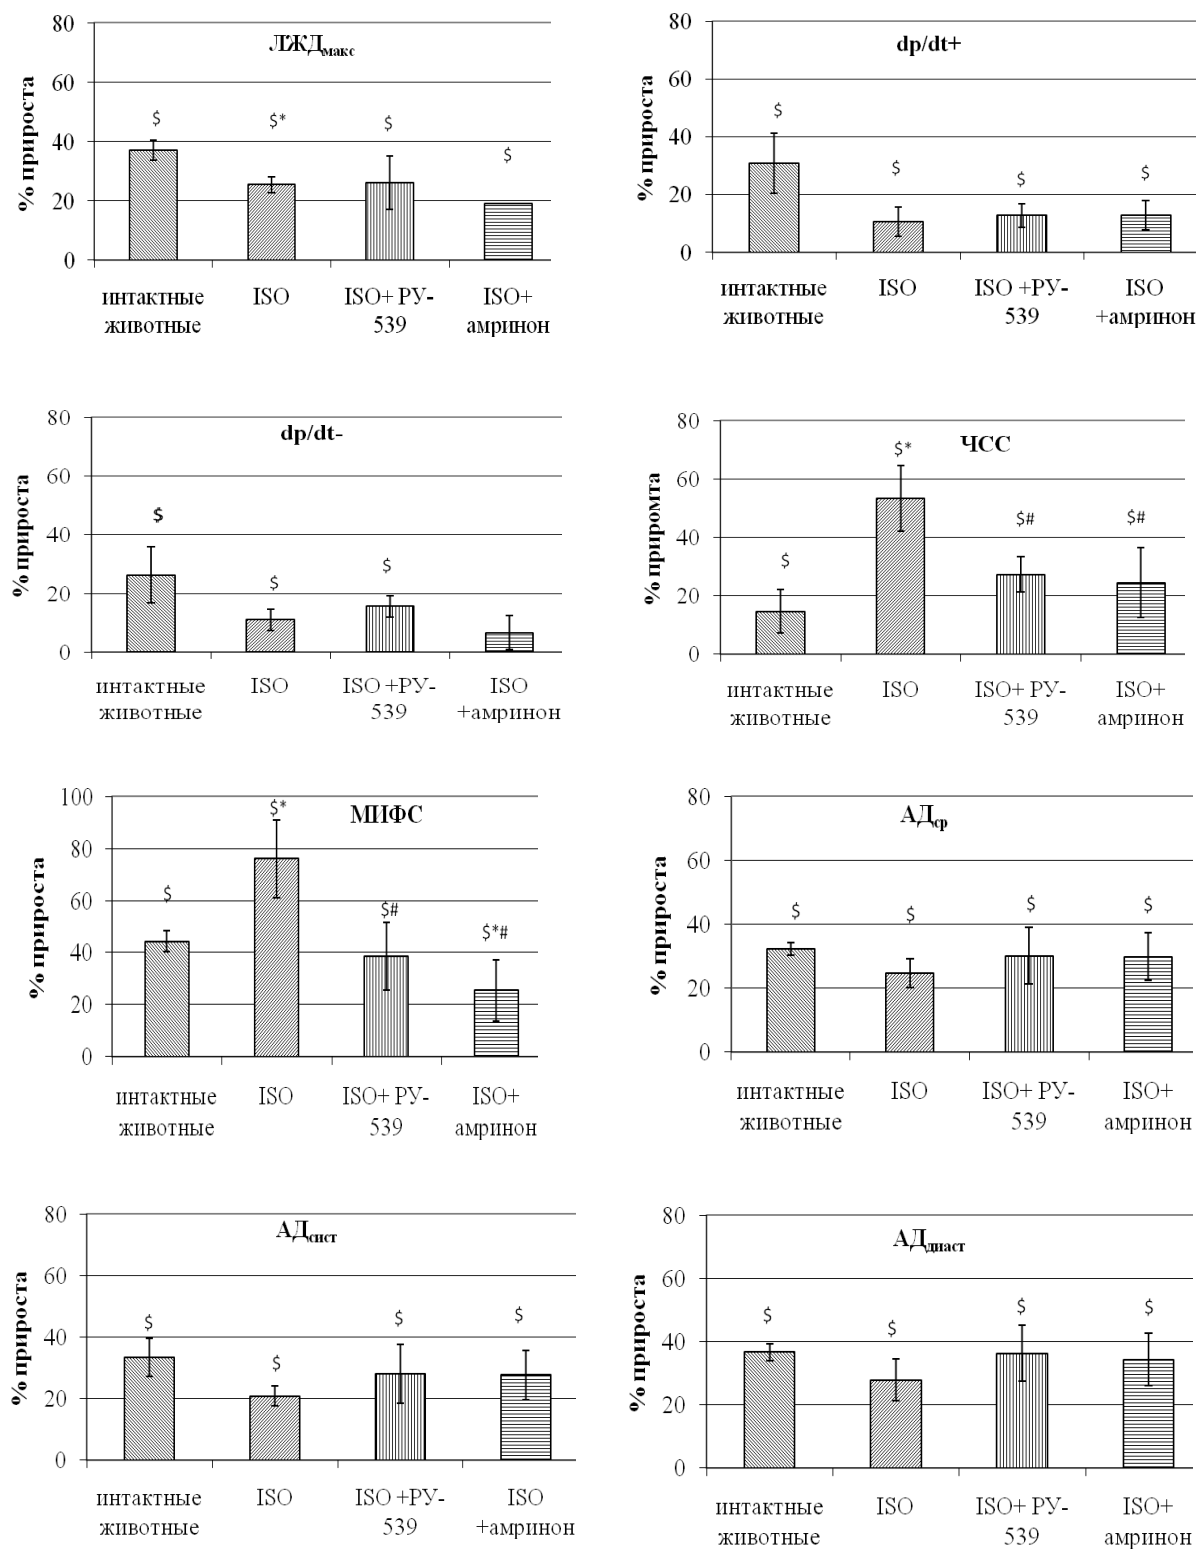 ЛЖДмакс
% прироста
80
60
40
20
0
$
$*
$
$
интактные животные
ISO
ISO+ РУ-539
ISO+ амринон
dp/dt+
% прироста
80
60
40
20
0
$
$
$
$
интактные животные
ISO
ISO +РУ-539
ISO +амринон
dp/dt-
% прироста
80
60
40
20
0
$
$
$
интактные животные
ISO
ISO +РУ-539
ISO +амринон
ЧСС
% приромта
80
60
40
20
0
$
$*
$#
$#
интактные животные
ISO
ISO+ РУ-539
ISO+ амринон
МИФС
% прироста
100
80
60
40
20
0
$
$*
$#
$*#
интактные животные
ISO
ISO+ РУ-539
ISO+ амринон
АДср
% прироста
80
60
40
20
0
$
$
$
$
интактные животные
ISO
ISO+ РУ-539
ISO+ амринон
АДсист
% прироста
80
60
40
20
0
$
$
$
$
интактные животные
ISO
ISO +РУ-539
ISO +амринон
АДдиаст
% прироста
80
60
40
20
0
$
$
$
$
интактные животные
ISO
ISO+ РУ-539
ISO+ амринон